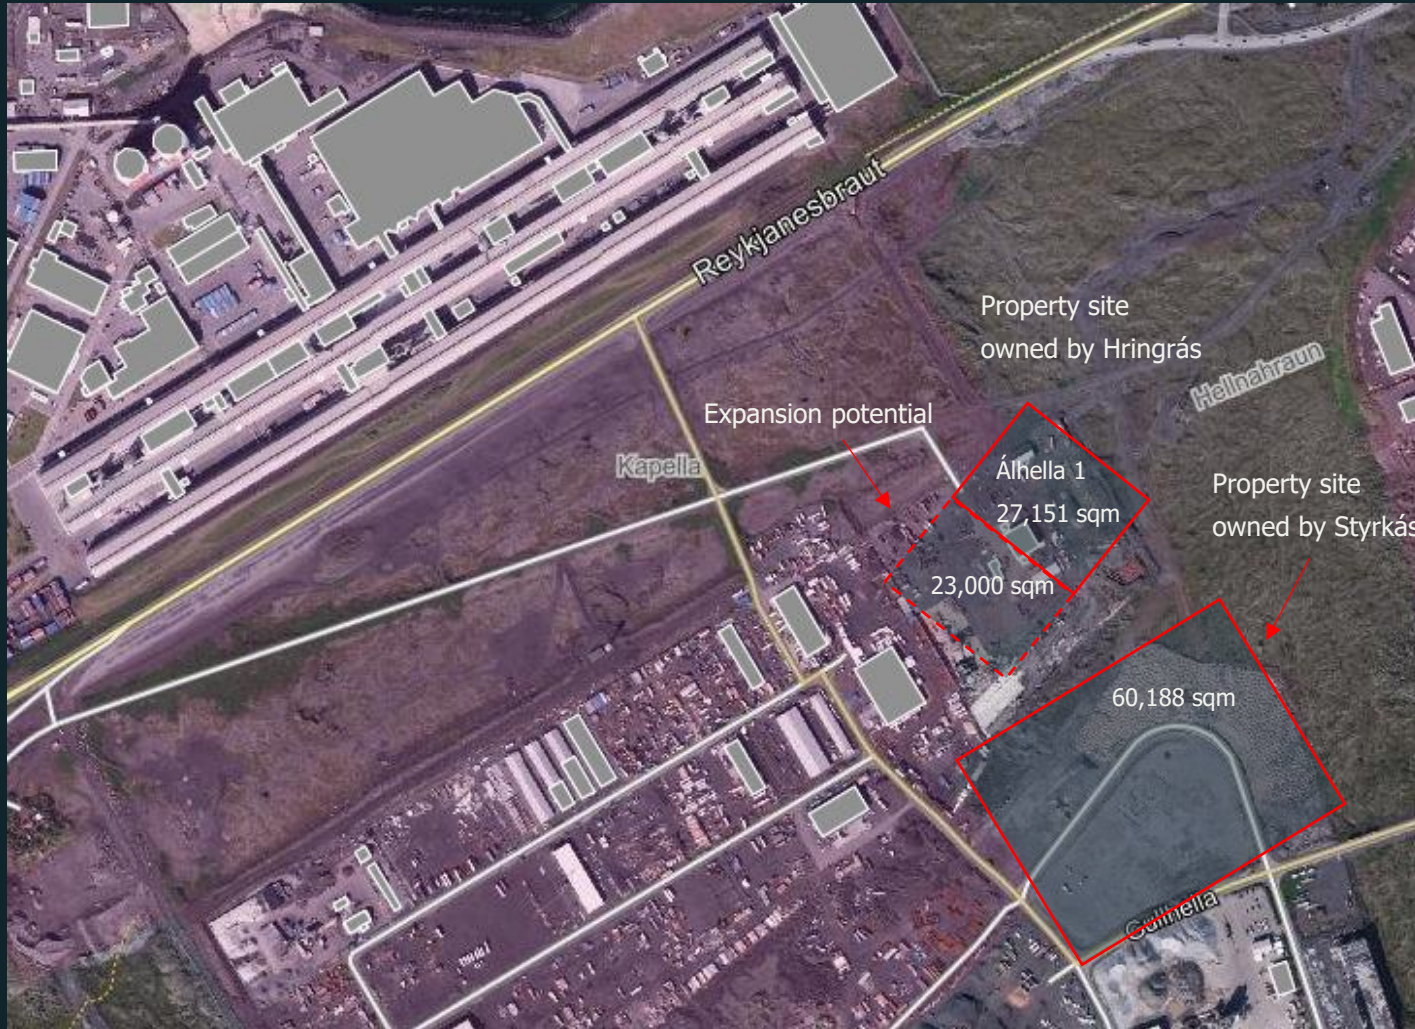 Reykjanesbraut
Property site
owned by Hringrás
Hellnahraun
Expansion potential
Kapella
Álhella 1
27,151 sqm
Property site
owned by Styrkás
23,000 sqm
60,188 sqm
Gullhella